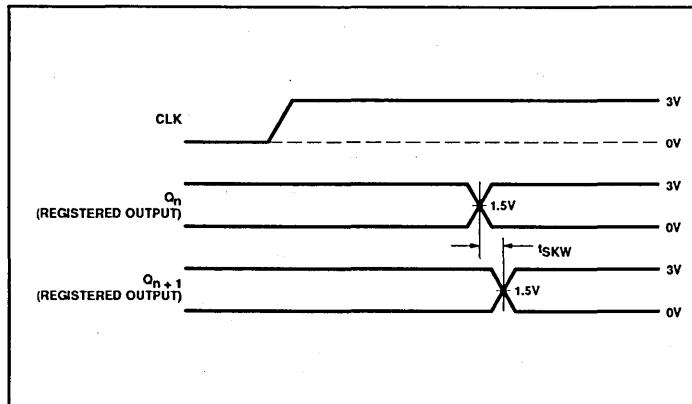 CLK
3V
0V
Qn
(REGISTERED OUTPUT)
3V
1.5V
0V
tSKW
Qn + 1
(REGISTERED OUTPUT)
3V
1.5V
0V